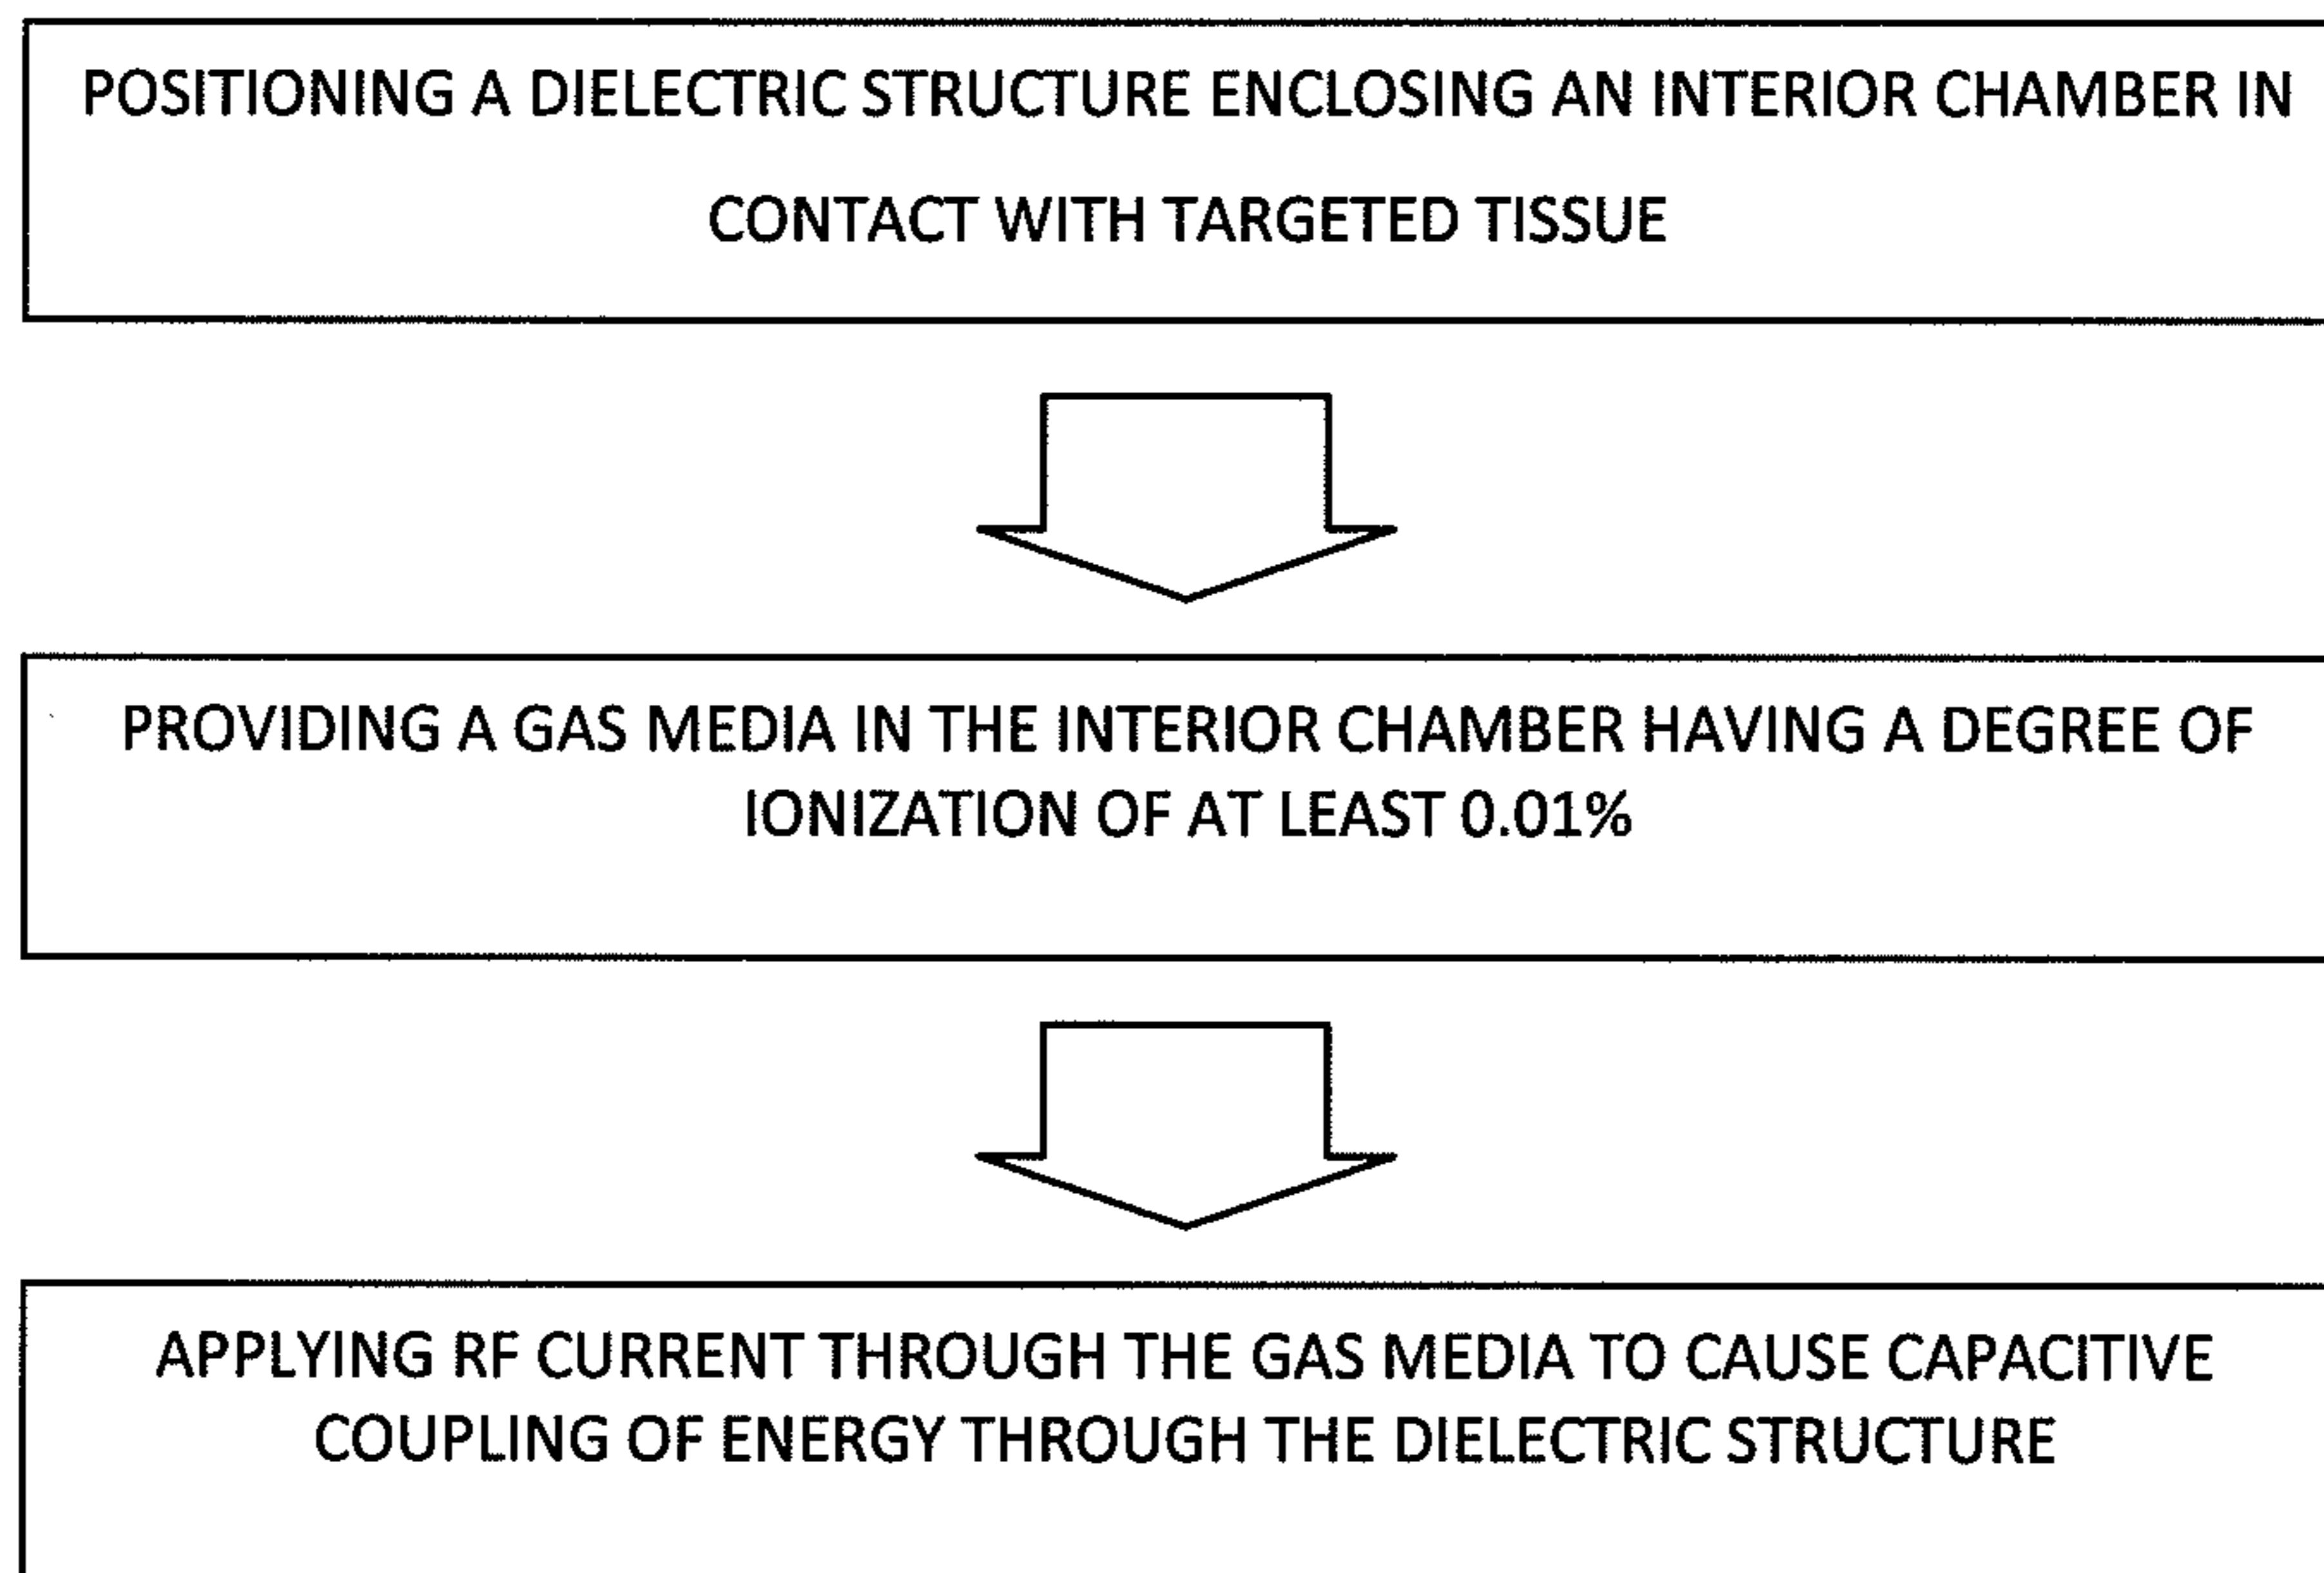 POSITIONING A DIELECTRIC STRUCTURE ENCLOSING AN INTERIOR CHAMBER IN
CONTACT WITH TARGETED TISSUE
PROVIDING A GAS MEDIA IN THE INTERIOR CHAMBER HAVING A DEGREE OF
IONIZATION OF AT LEAST 0.01%
APPLYING RF CURRENT THROUGH THE GAS MEDIA TO CAUSE CAPACITIVE
COUPLING OF ENERGY THROUGH THE DIELECTRIC STRUCTURE